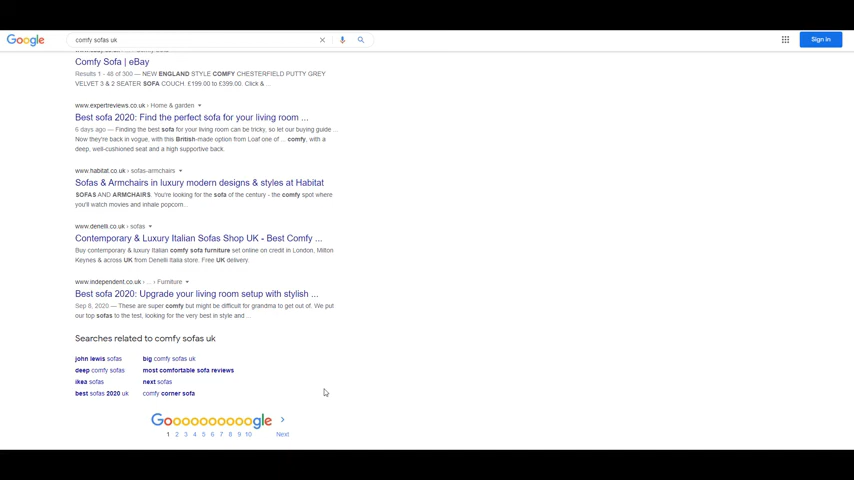 Google
comfy sofas uk
Sign in
Comfy Sofa | eBay
Results 1 - 48 of 300 — NEW ENGLAND STYLE COMFY CHESTERFIELD PUTTY GREY
VELVET 3 & 2 SEATER SOFA COUCH. £199.00 to £399.00. Click & ..
www.expertreviews.co.uk › Home & garden
Best sofa 2020: Find the perfect sofa for your living room ...
6 days ago — Finding the best sofa for your living room can be tricky, so let our buying guide ..
Now they're back in vogue, with this British-made option from Loaf one of ... comfy, with a
deep, well-cushioned seat and a high supportive back.
www.habitat.co.uk › sofas-armchairs
Sofas & Armchairs in luxury modern designs & styles at Habitat
SOFAS AND ARMCHAIRS. You're looking for the sofa of the century - the comfy spot where
you'll watch movies and inhale popcorn...
www.denelli.co.uk › sofas
Contemporary & Luxury Italian Sofas Shop UK - Best Comfy ...
Buy contemporary & luxury Italian comfy sofa furniture set online on credit in London, Milton
Keynes & across UK from Denelli Italia store. Free UK delivery.
www.independent.co.uk › ... › Furniture
Best sofa 2020: Upgrade your living room setup with stylish ...
Sep 8, 2020 — These are super comfy but might be difficult for grandma to get out of. We put
our top sofas to the test, looking for the very best in style and ...
Searches related to comfy sofas uk
john lewis sofas
big comfy sofas uk
deep comfy sofas
most comfortable sofa reviews
ikea sofas
next sofas
best sofas 2020 uk
comfy corner sofa
Goooooooooogle >
1 2 3 4 5 6 7 8 9 10 Next